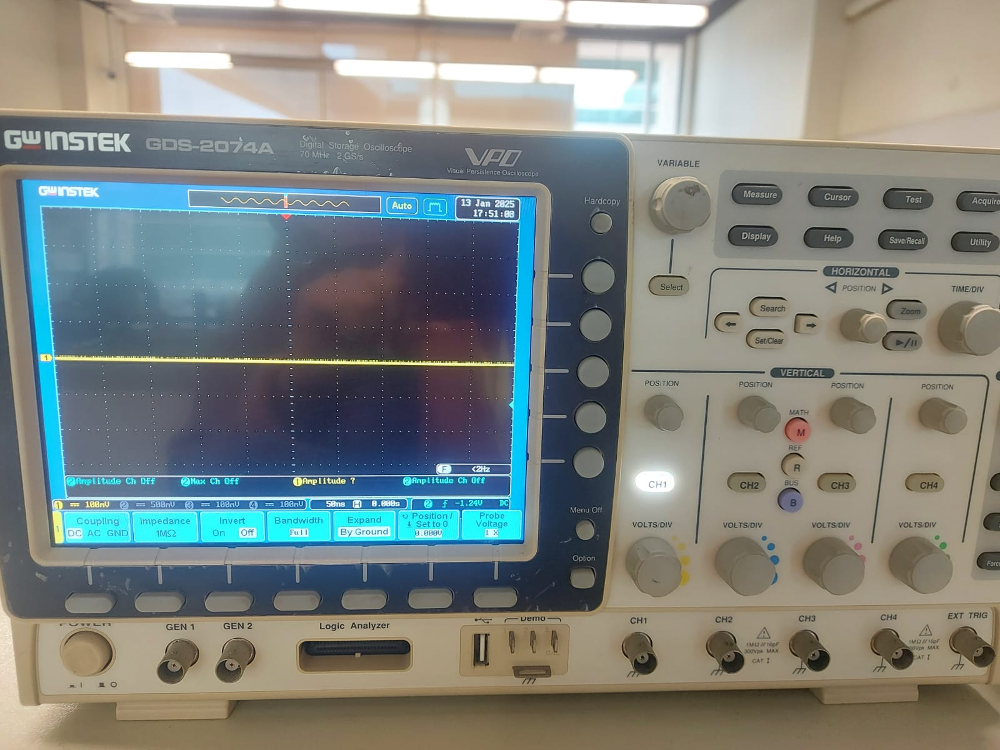 GW INSTEK GDS-2074A Digital Storage Oscilloscope
70 MHz 2 GS/s
VPO
Visual Persistence Oscilloscope
GW INSTEK
Auto
13 Jan 2025
17:51:08
1
F <2Hz
2 Amplitude Ch Off 2 Max Ch Off 1 Amplitude ? 2 Amplitude Ch Off
1 100mV 2 500mV 3 100mV 4 100mV 50ns H 0.000s 2 -1.24V DC
1
Coupling
DC AC GND
Impedance
1MΩ
Invert
On Off
Bandwidth
Full
Expand
By Ground
Position /
Set to 0
0.000V
Probe
Voltage
1 X
Hardcopy
Menu Off
Option
VARIABLE
Select
Measure Cursor Test Acquire
Display Help Save/Recall Utility
HORIZONTAL
POSITION
TIME/DIV
Search Zoom
Set/Clear
VERTICAL
POSITION POSITION POSITION POSITION
MATH
M
REF
R
BUS
B
CH1 CH2 CH3 CH4
VOLTS/DIV VOLTS/DIV VOLTS/DIV VOLTS/DIV
Force
POWER
GEN 1 GEN 2
Logic Analyzer
Demo
1 2 3
CH1 CH2 CH3 CH4 EXT TRIG
1MΩ//16pF
300Vpk MAX
CAT I
1MΩ//16pF
300Vpk MAX
CAT I